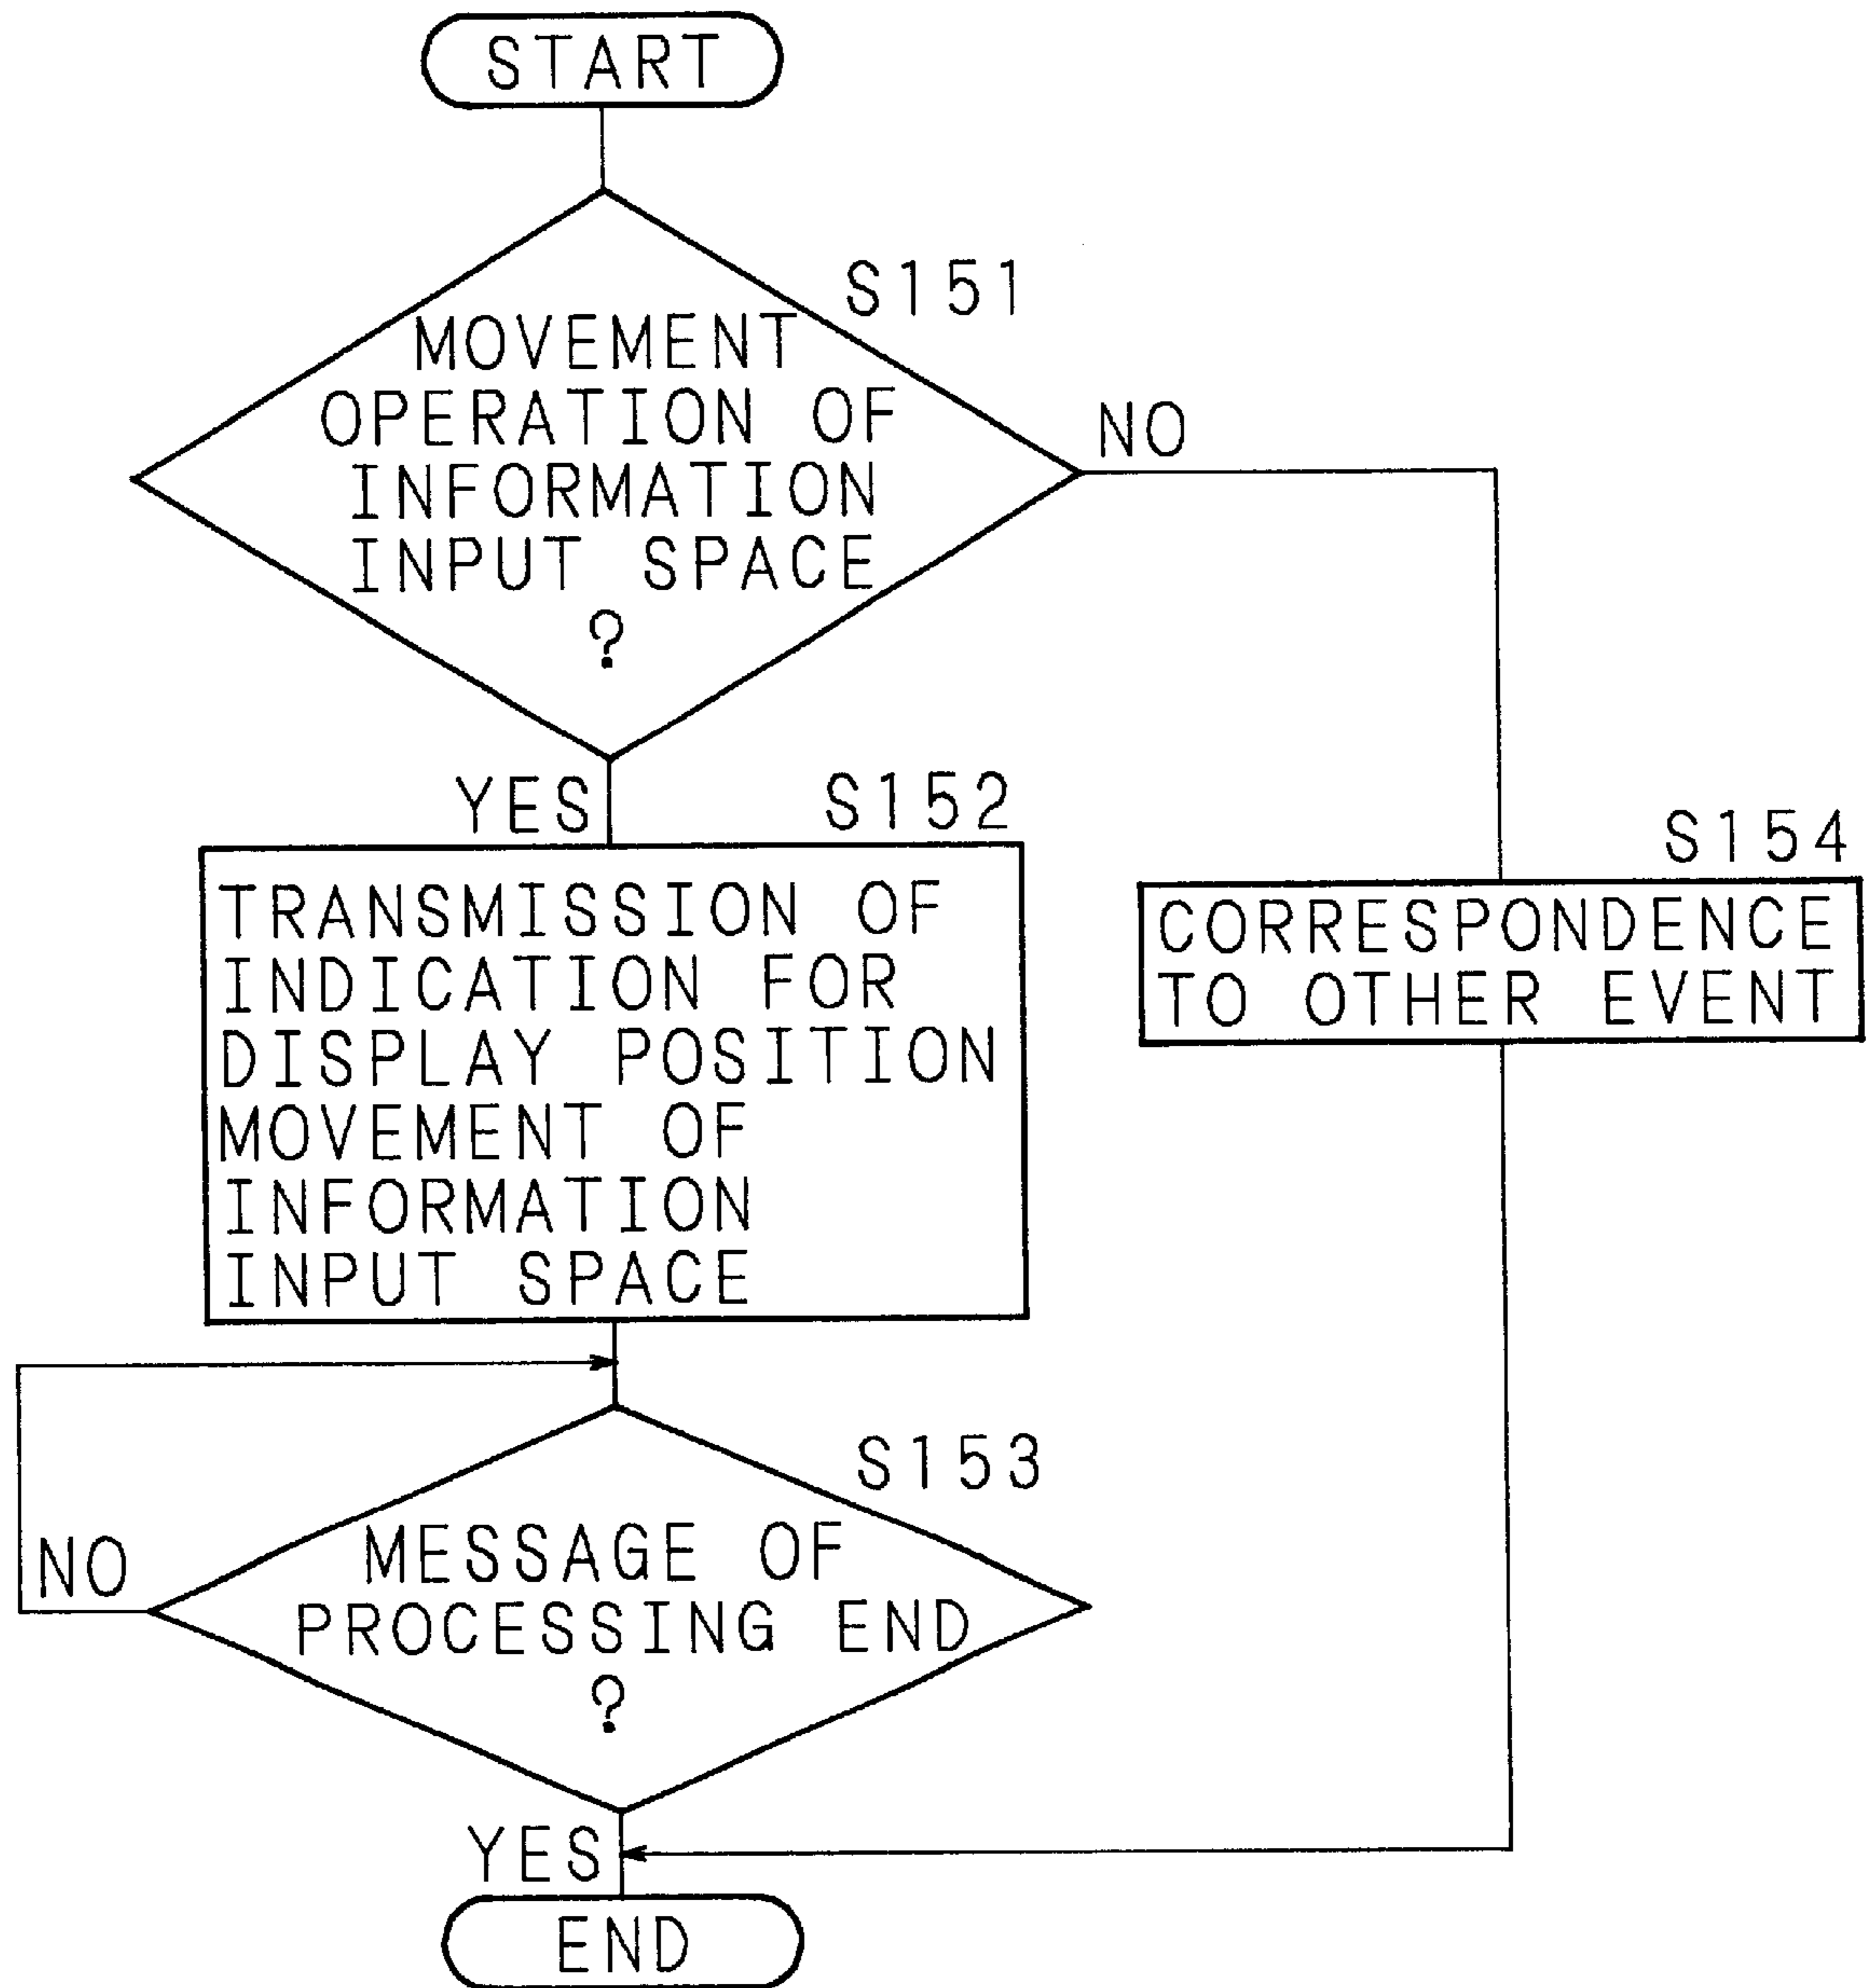 START
S151
MOVEMENT
OPERATION OF
INFORMATION
INPUT SPACE
?
NO
YES
S152
TRANSMISSION OF
INDICATION FOR
DISPLAY POSITION
MOVEMENT OF
INFORMATION
INPUT SPACE
S154
CORRESPONDENCE
TO OTHER EVENT
S153
MESSAGE OF
PROCESSING END
?
NO
YES
END